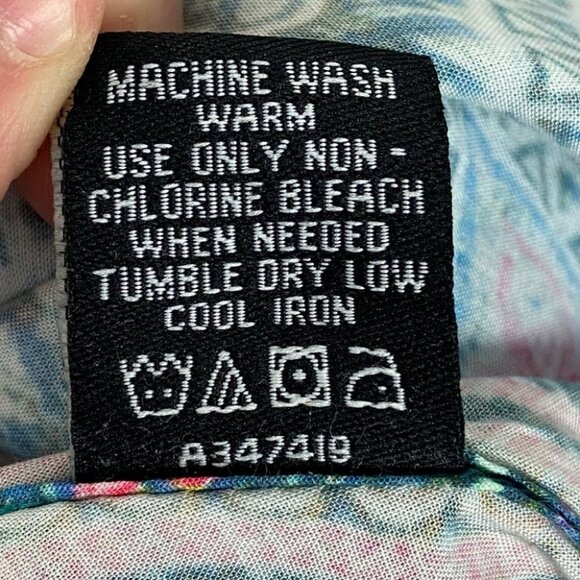 MACHINE WASH
WARM
USE ONLY NON-
CHLORINE BLEACH
WHEN NEEDED
TUMBLE DRY LOW
COOL IRON
A347419